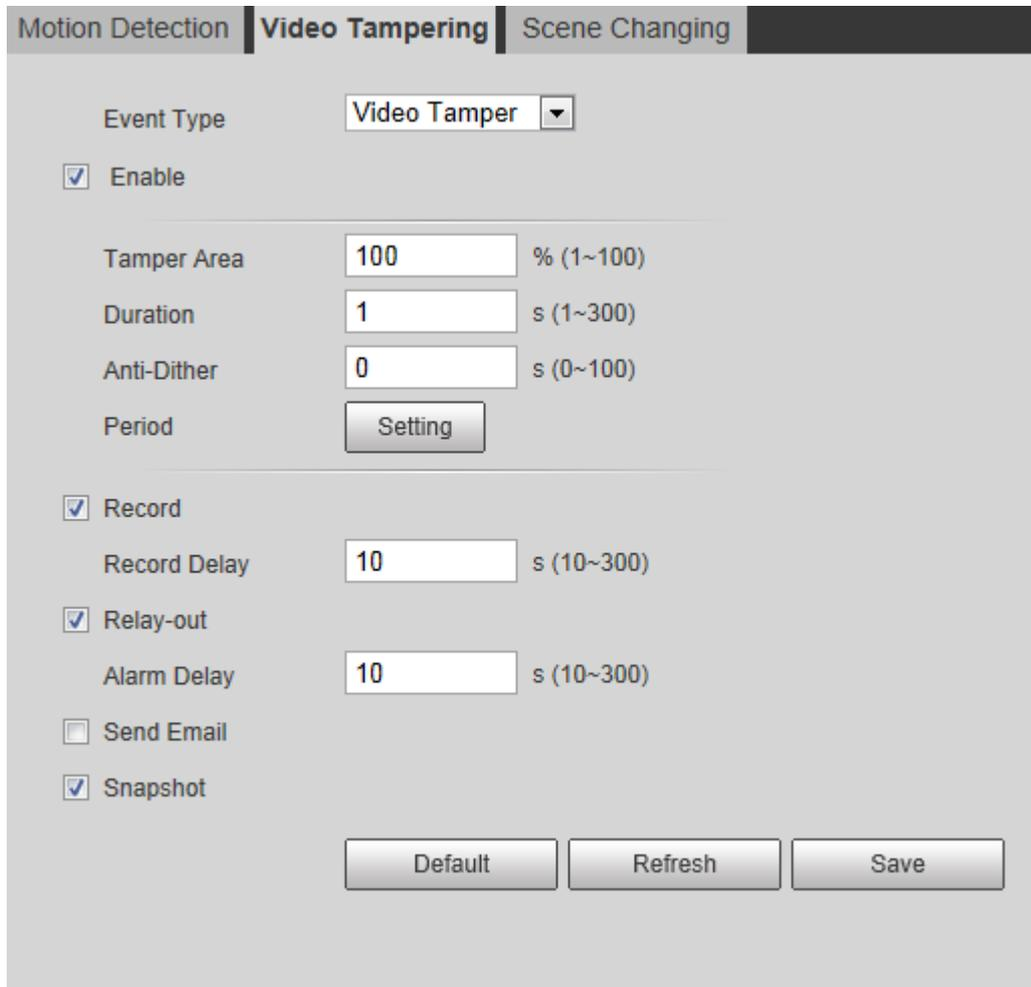 Motion Detection Video Tampering Scene Changing
Event Type Video Tamper
Enable
Tamper Area 100 % (1~100)
Duration 1 s (1~300)
Anti-Dither 0 s (0~100)
Period Setting
Record
Record Delay 10 s (10~300)
Relay-out
Alarm Delay 10 s (10~300)
Send Email
Snapshot
Default Refresh Save